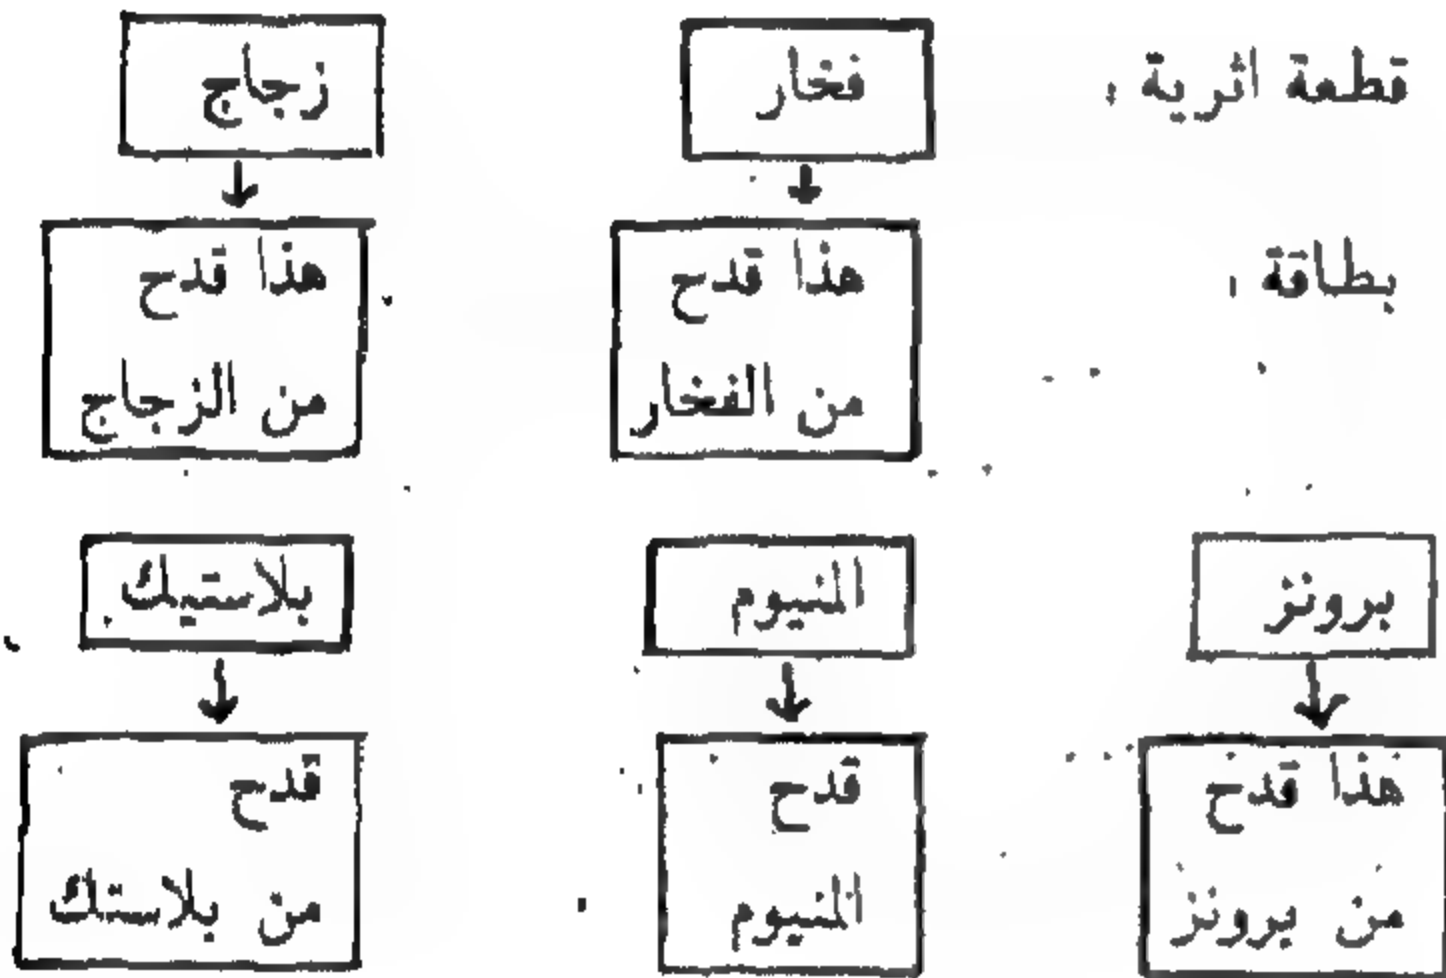 قطعة اثرية ،
فخار
زجاج
بطاقة ،
هذا قدح
من الفخار
هذا قدح
من الزجاج
برونز
المنيوم
بلاستيك
هذا قدح
من برونز
قدح
المنيوم
قدح
من بلاستك